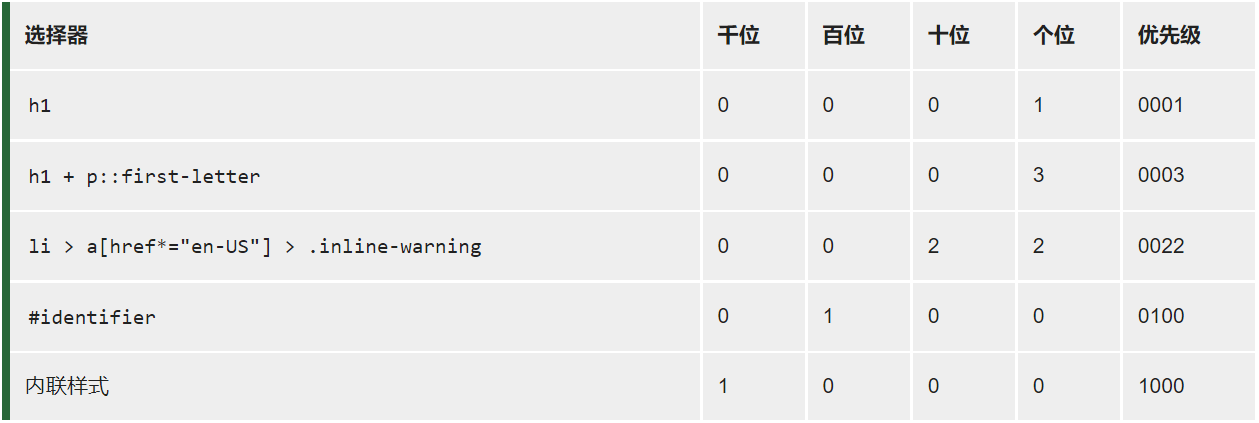 选择器 千位 百位 十位 个位 优先级
h1 0 0 0 1 0001
h1 + p::first-letter 0 0 0 3 0003
li > a[href*="en-US"] > .inline-warning 0 0 2 2 0022
#identifier 0 1 0 0 0100
内联样式 1 0 0 0 1000